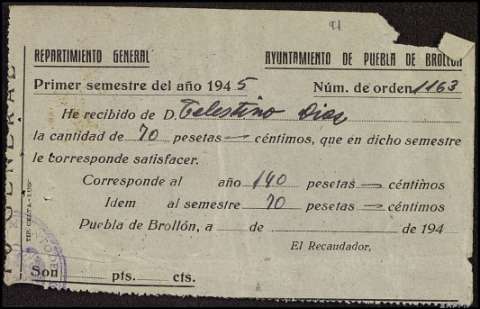 91
REPARTIMIENTO GENERAL AYUNTAMIENTO DE PUEBLA DE BROLLÓN
Primer semestre del año 1945 Núm. de orden 1163
He recibido de D. Celestino Diaz
la cantidad de 70 pesetas — céntimos, que en dicho semestre
le corresponde satisfacer.
Corresponde al año 140 pesetas — céntimos
Idem al semestre 70 pesetas — céntimos
Puebla de Brollón, a de de 194
El Recaudador,
Son pts. cts.